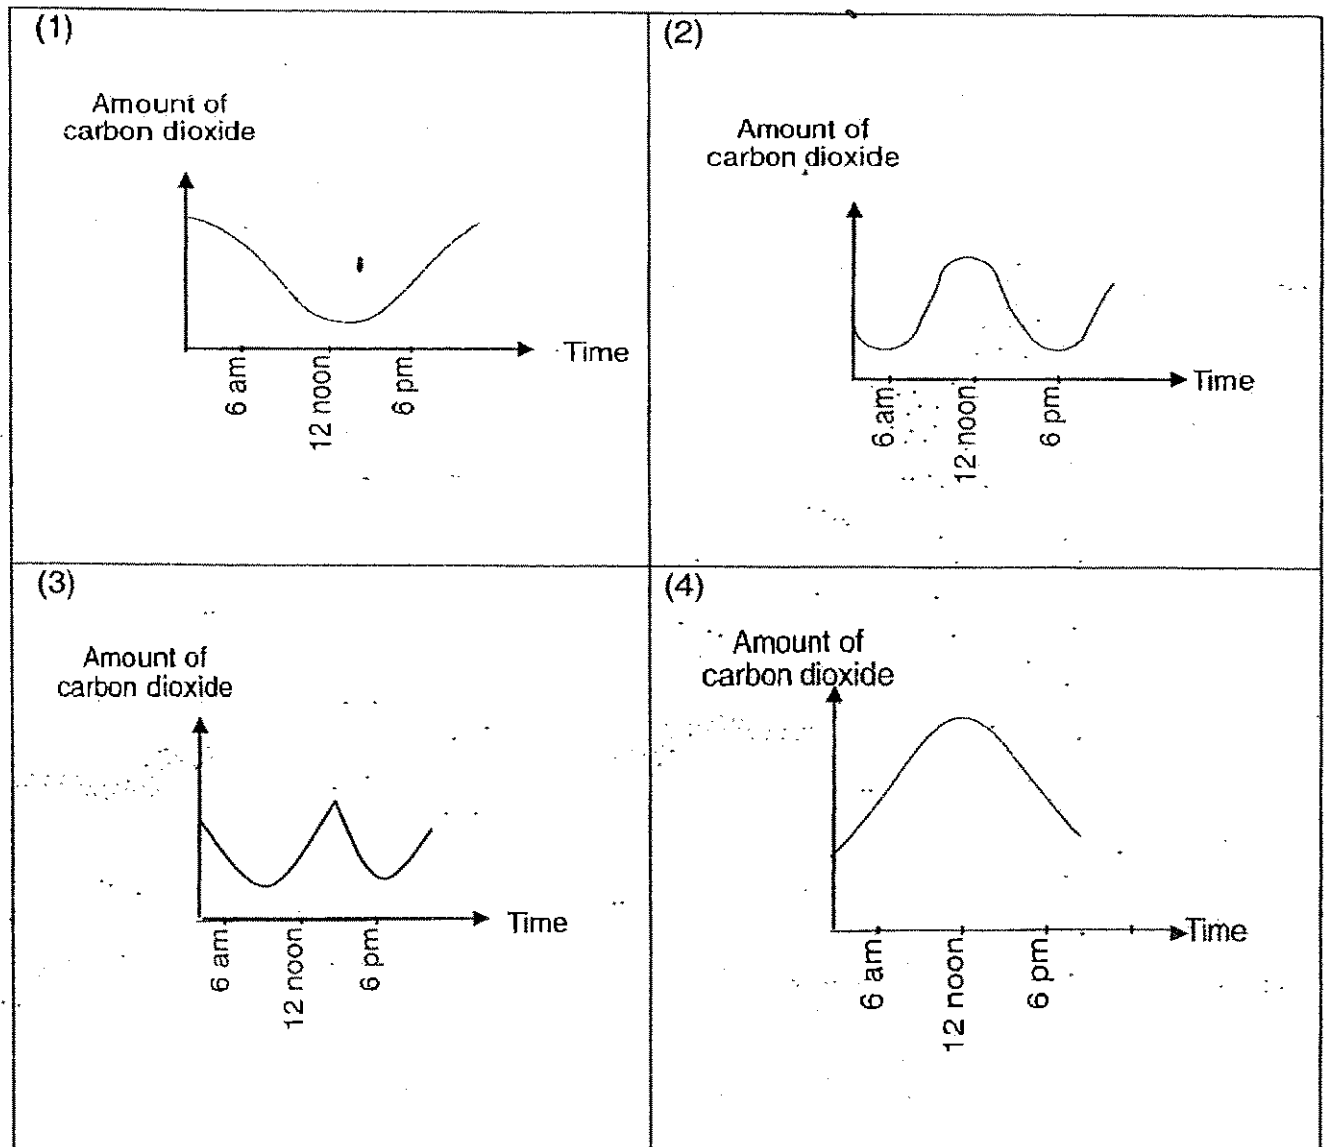 (1)
Amount of
carbon dioxide
Time
6 am
12 noon
6 pm
(2)
Amount of
carbon dioxide
Time
6 am
12 noon
6 pm
(3)
Amount of
carbon dioxide
Time
6 am
12 noon
6 pm
(4)
Amount of
carbon dioxide
Time
6 am
12 noon
6 pm